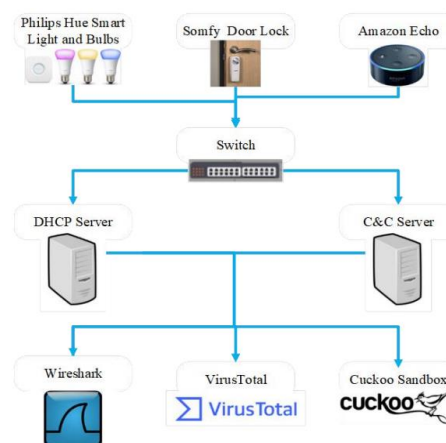 Philips Hue Smart
Light and Bulbs
Somfy Door Lock
Amazon Echo
Switch
DHCP Server
C&C Server
Wireshark
VirusTotal
Cuckoo Sandbox
VirusTotal
cuckoo